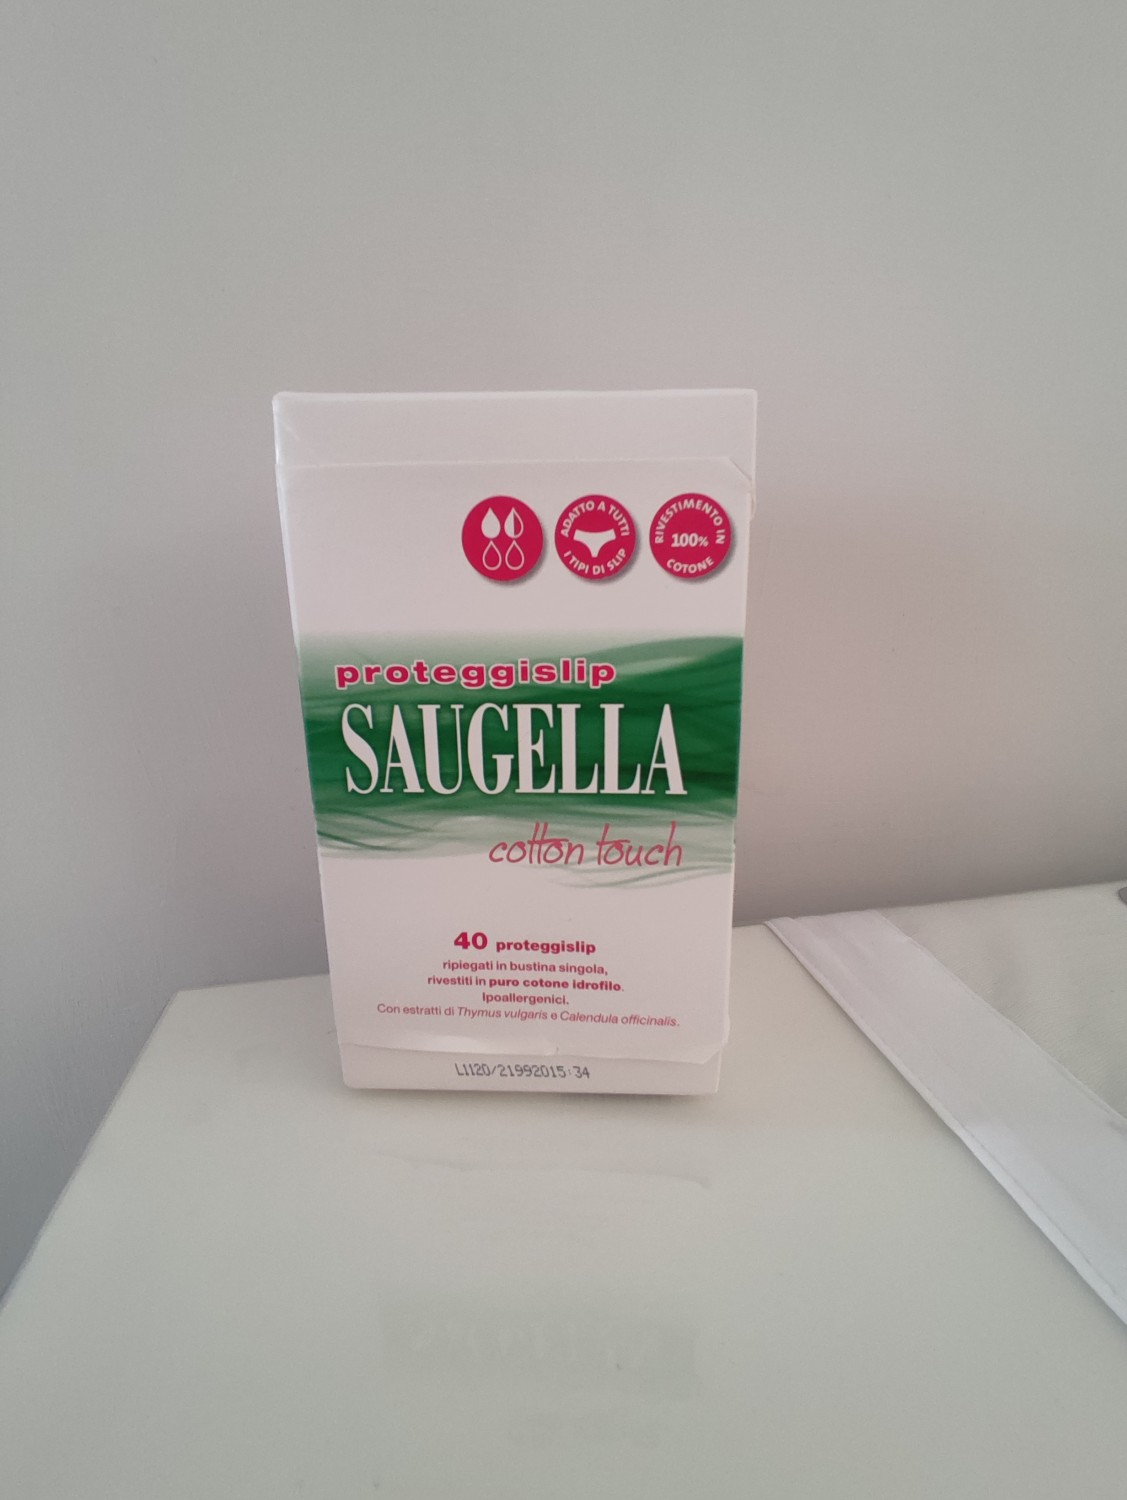 ADATTO A TUTTI
I TIPI DI SLIP
RIVESTIMENTO IN
100%
COTONE
proteggislip
SAUGELLA
cotton touch
40 proteggislip
ripiegati in bustina singola,
rivestiti in puro cotone idrofilo.
Ipoallergenici.
Con estratti di Thymus vulgaris e Calendula officinalis.
L1120/21992015:34